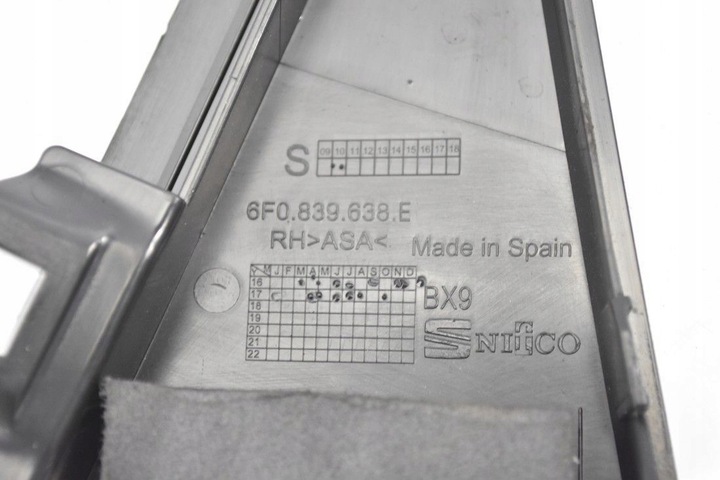 S 09 10 11 12 13 14 15 16 17 18
6F0.839.638.E
RH>ASA<
Made in Spain
J F M A M J J A S O N D
16
17
18
19
20
21
22
BX9
SNITCO